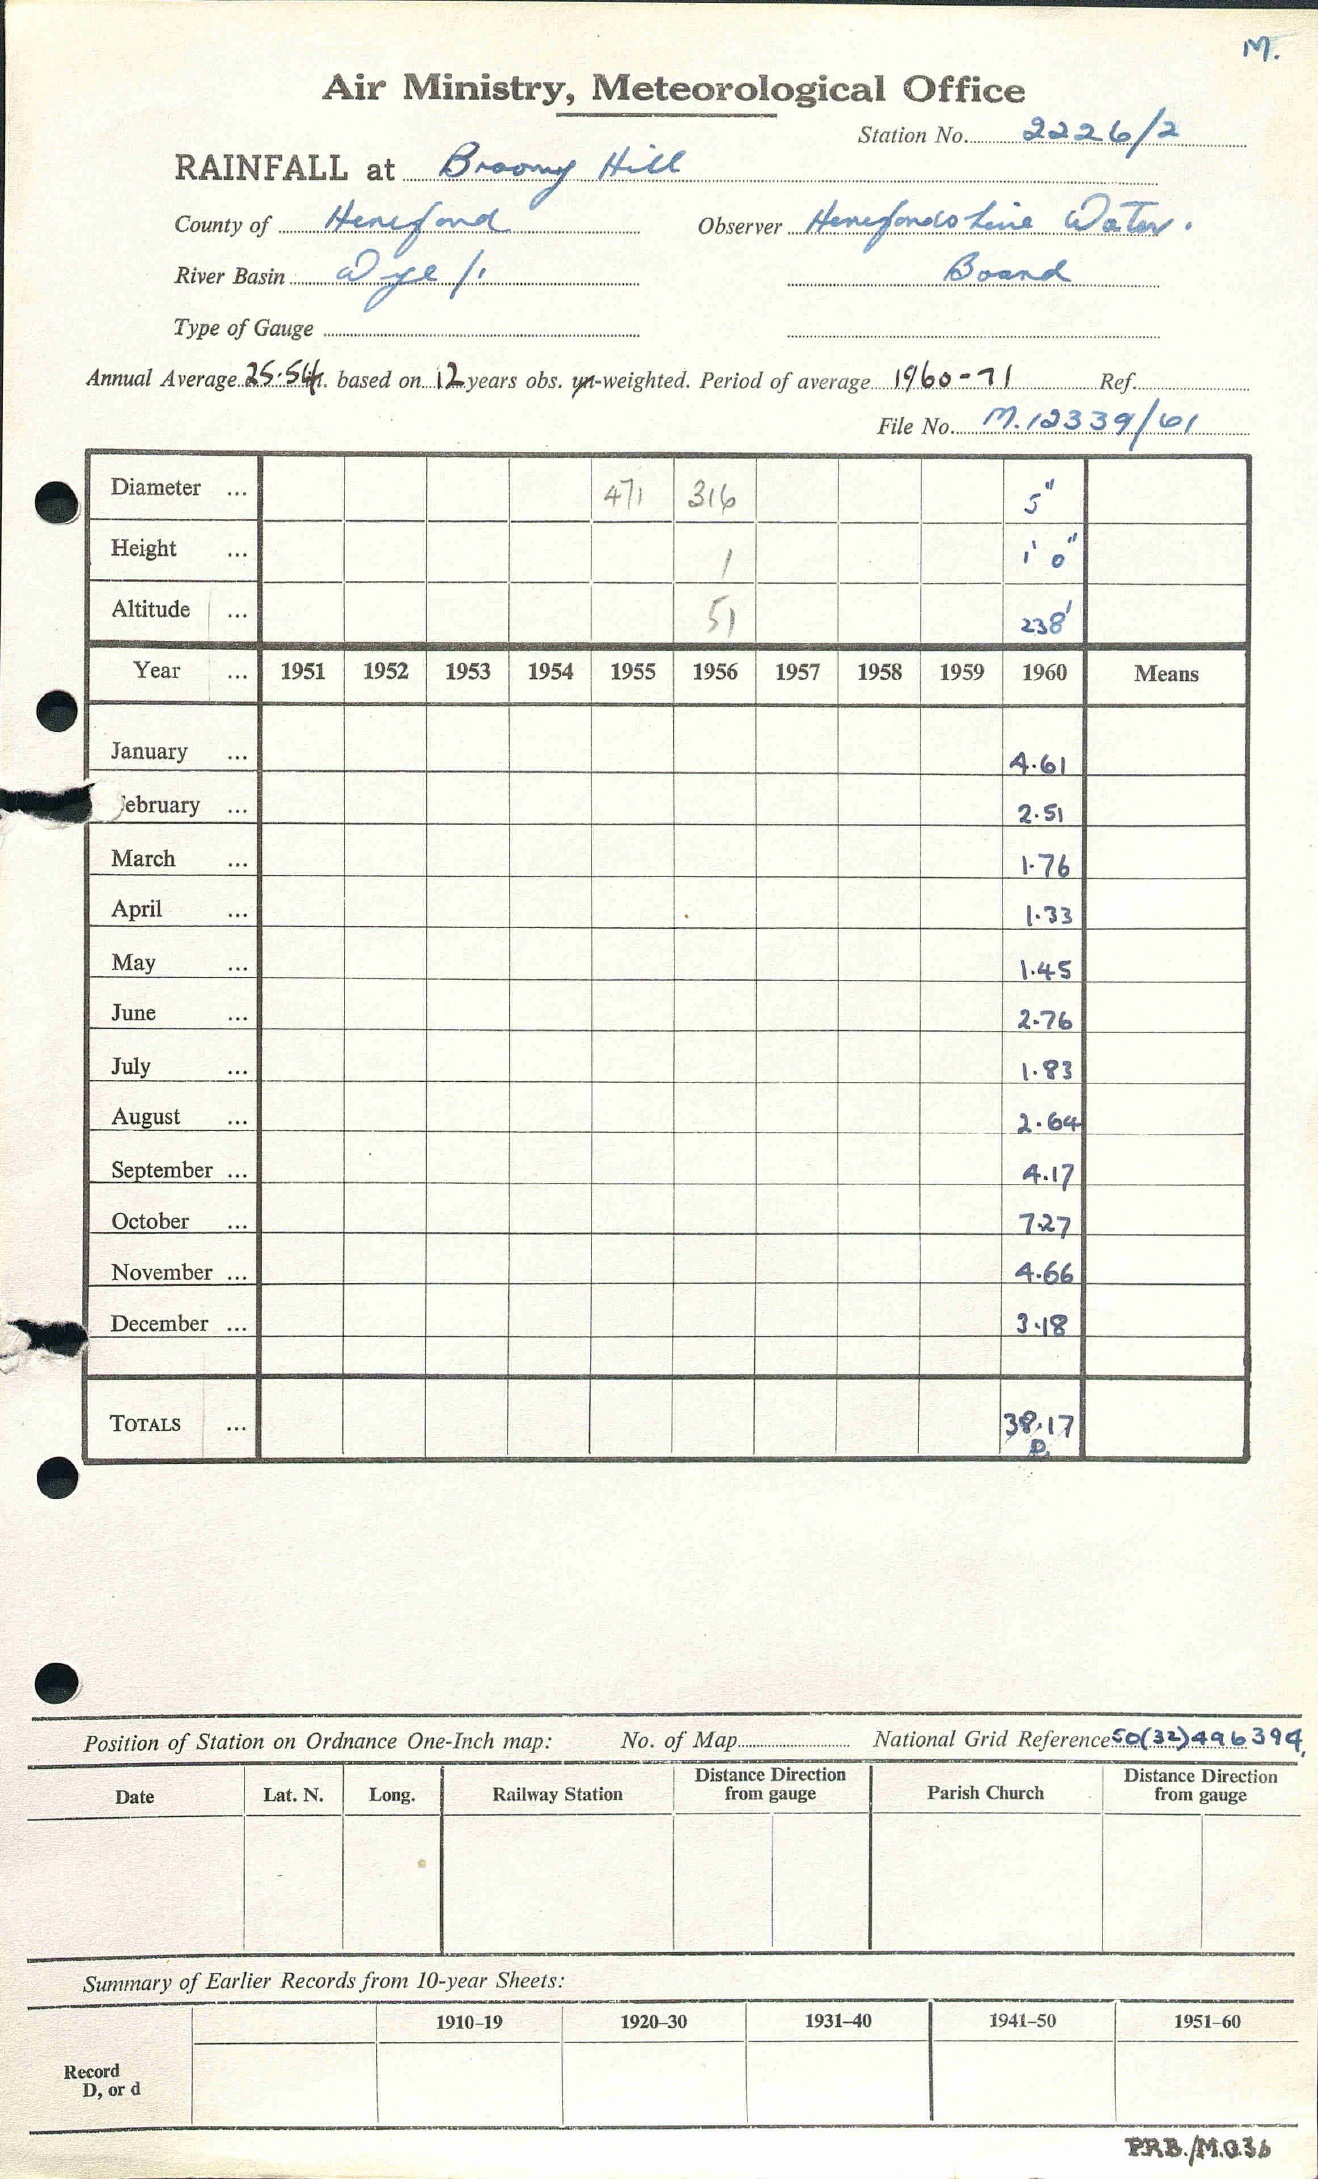 M.
Air Ministry, Meteorological Office
Station No. 2226/2
RAINFALL at Broomy Hill
County of Hereford Observer Herefordshire Water
River Basin Wye /1 Board
Type of Gauge
Annual Average 25.54 in. based on 12 years obs. un-weighted. Period of average 1960-71 Ref.
File No. M.12339/61
Diameter ... 471 316 5"
Height ... 1 1' 0"
Altitude ... 51 238'
Year ... 1951 1952 1953 1954 1955 1956 1957 1958 1959 1960 Means
January ... 4.61
February ... 2.51
March ... 1.76
April ... 1.33
May ... 1.45
June ... 2.76
July ... 1.83
August ... 2.64
September ... 4.17
October ... 7.27
November ... 4.66
December ... 3.18
TOTALS ... 38.17
D.
Position of Station on Ordnance One-Inch map: No. of Map National Grid Reference SO(32)496394
Date Lat. N. Long. Railway Station Distance Direction from gauge Parish Church Distance Direction from gauge
Summary of Earlier Records from 10-year Sheets:
1910–19 1920–30 1931–40 1941–50 1951–60
Record
D, or d
P.R.B./M.O.36